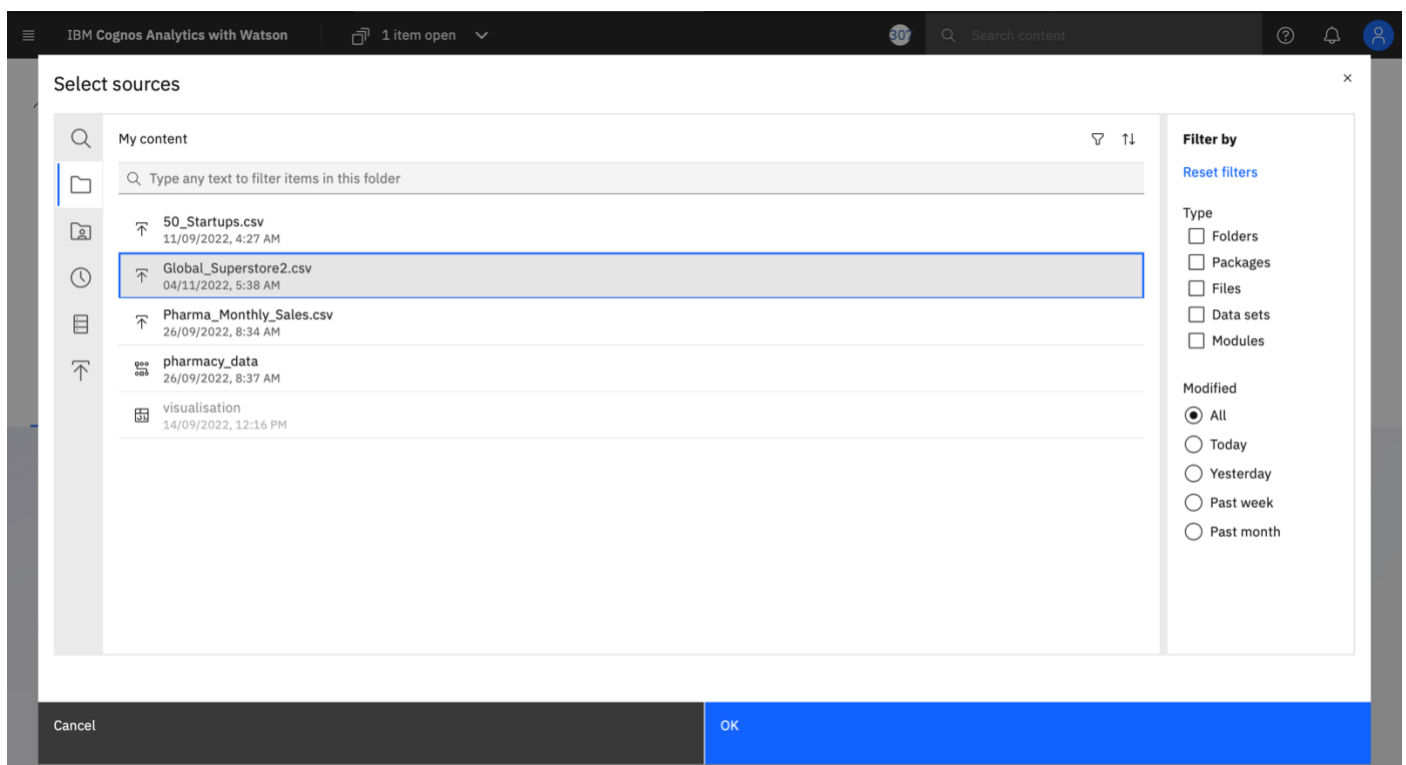 IBM Cognos Analytics with Watson
1 item open
30?
Search content
Select sources
My content
Type any text to filter items in this folder
50_Startups.csv
11/09/2022, 4:27 AM
Global_Superstore2.csv
04/11/2022, 5:38 AM
Pharma_Monthly_Sales.csv
26/09/2022, 8:34 AM
pharmacy_data
26/09/2022, 8:37 AM
visualisation
14/09/2022, 12:16 PM
Filter by
Reset filters
Type
Folders
Packages
Files
Data sets
Modules
Modified
All
Today
Yesterday
Past week
Past month
Cancel
OK